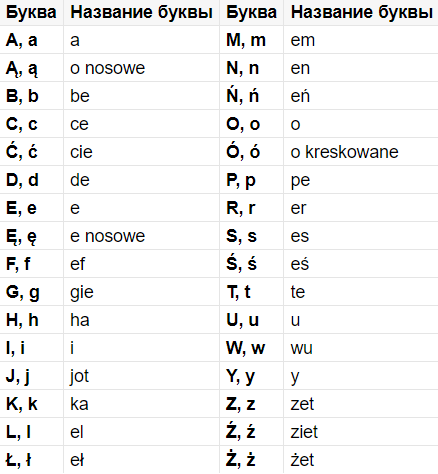 Буква Название буквы Буква Название буквы
A, a a M, m em
Ą, ą o nosowe N, n en
B, b be Ń, ń eń
C, c ce O, o o
Ć, ć cie Ó, ó o kreskowane
D, d de P, p pe
E, e e R, r er
Ę, ę e nosowe S, s es
F, f ef Ś, ś eś
G, g gie T, t te
H, h ha U, u u
I, i i W, w wu
J, j jot Y, y y
K, k ka Z, z zet
L, l el Ź, ź ziet
Ł, ł eł Ż, ż żet